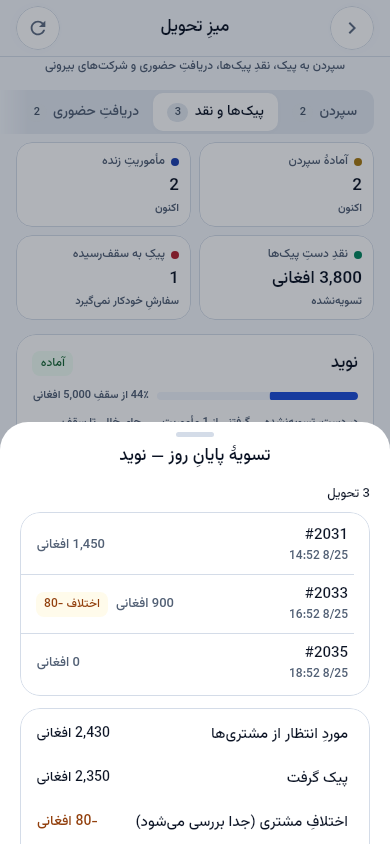 میزِ تحویل
سپردن به پیک، نقدِ پیک‌ها، دریافتِ حضوری و شرکت‌های بیرونی
سپردن 2 پیک‌ها و نقد 3 دریافتِ حضوری 2
آمادهٔ سپردن
2
اکنون
مأموریتِ زنده
2
اکنون
نقدِ دستِ پیک‌ها
3,800 افغانی
تسویه‌نشده
پیکِ به سقف‌رسیده
1
سفارشِ خودکار نمی‌گیرد
نوید آماده
44٪ از سقفِ 5,000 افغانی
تسویهٔ پایانِ روز — نوید
3 تحویل
#2031
8/25 14:52
1,450 افغانی
#2033
8/25 16:52
900 افغانی اختلاف -80
#2035
8/25 18:52
0 افغانی
موردِ انتظار از مشتری‌ها 2,430 افغانی
پیک گرفت 2,350 افغانی
اختلافِ مشتری (جدا بررسی می‌شود) -80 افغانی